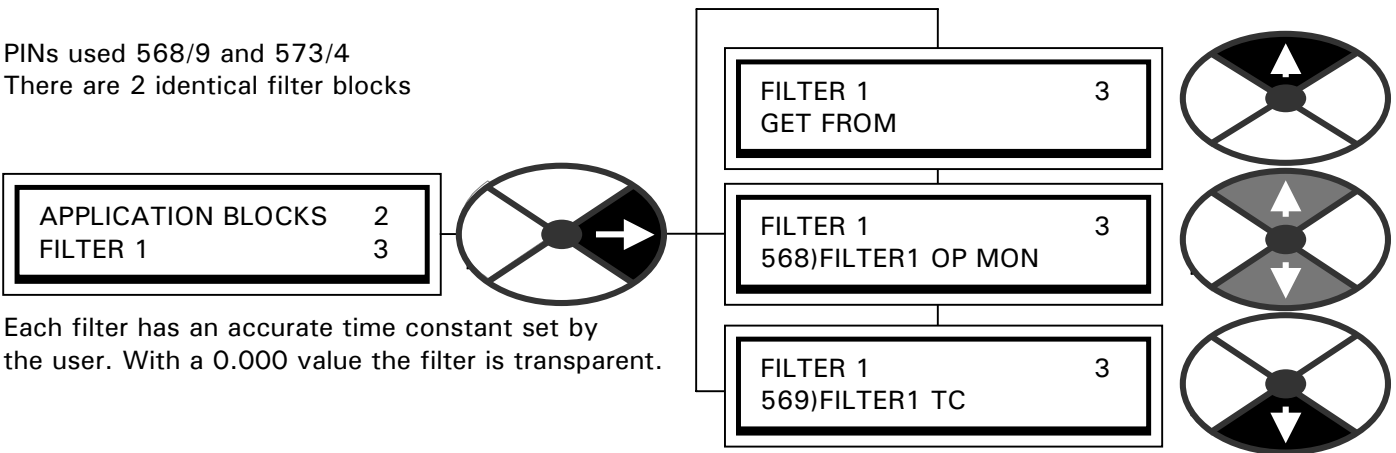 PINs used 568/9 and 573/4
There are 2 identical filter blocks
APPLICATION BLOCKS 2
FILTER 1 3
Each filter has an accurate time constant set by
the user. With a 0.000 value the filter is transparent.
FILTER 1 3
GET FROM
FILTER 1 3
568)FILTER1 OP MON
FILTER 1 3
569)FILTER1 TC